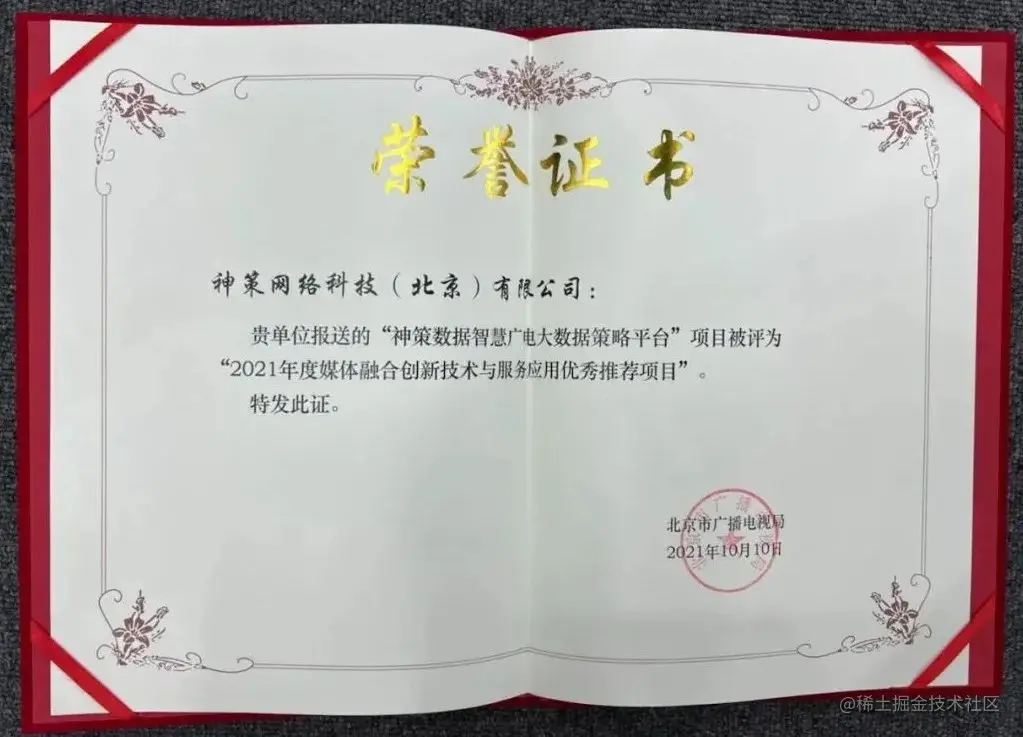 荣誉证书
神策网络科技（北京）有限公司：
贵单位报送的“神策数据智慧广电大数据策略平台”项目被评为
“2021年度媒体融合创新技术与服务应用优秀推荐项目”。
特发此证。
北京市广播电视局
2021年10月10日
@稀土掘金技术社区